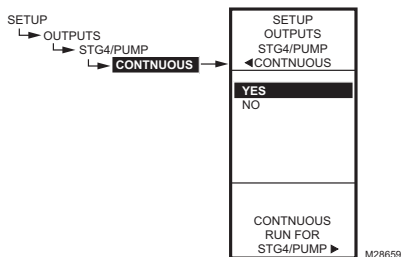 SETUP
OUTPUTS
STG4/PUMP
CONTNUOUS
SETUP
OUTPUTS
STG4/PUMP
◄CONTNUOUS
YES
NO
CONTNUOUS
RUN FOR
STG4/PUMP ►
M28659